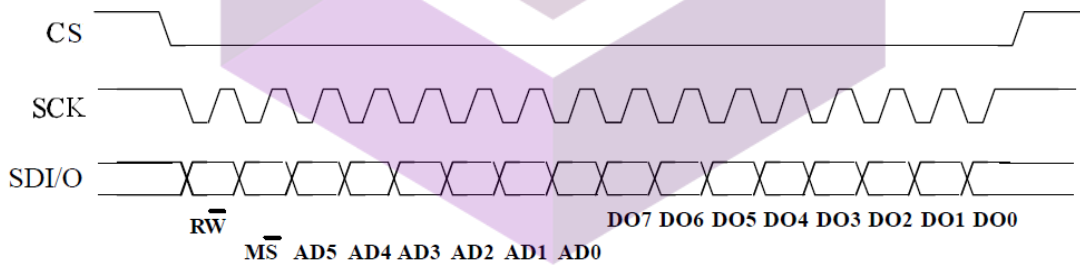 CS
SCK
SDI/O
RW̅ DO7 DO6 DO5 DO4 DO3 DO2 DO1 DO0
MS̅ AD5 AD4 AD3 AD2 AD1 AD0